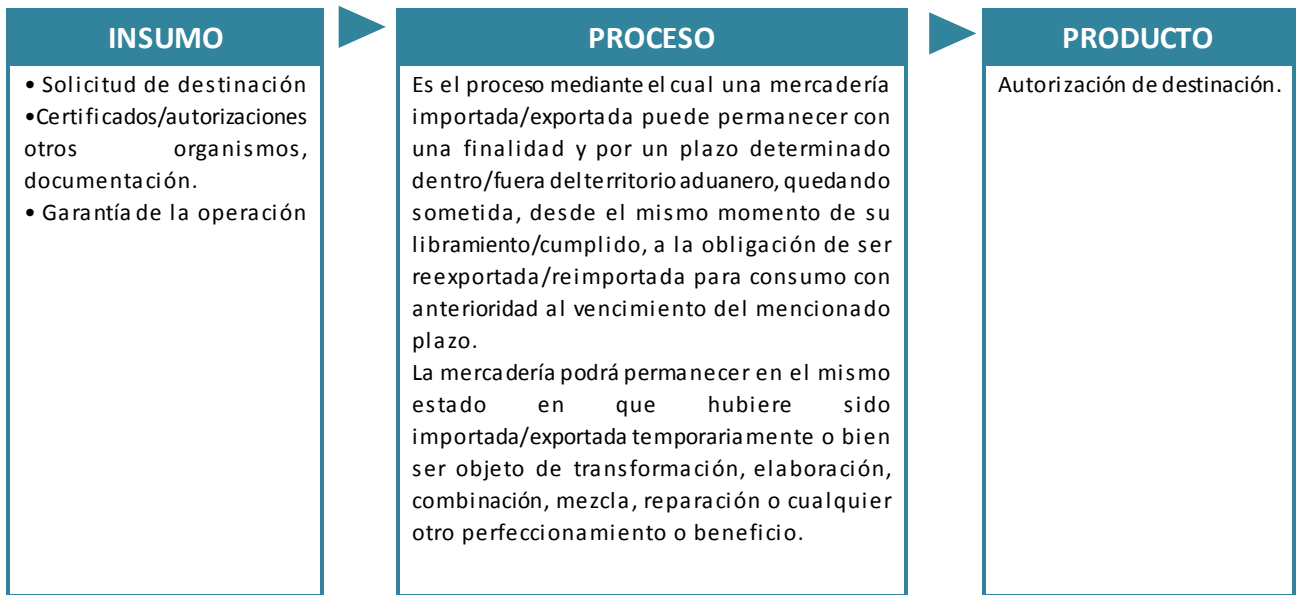 INSUMO
• Solicitud de destinación
•Certificados/autorizaciones
otros organismos,
documentación.
• Garantía de la operación
PROCESO
Es el proceso mediante el cual una mercadería
importada/exportada puede permanecer con
una finalidad y por un plazo determinado
dentro/fuera del territorio aduanero, quedando
sometida, desde el mismo momento de su
libramiento/cumplido, a la obligación de ser
reexportada/reimportada para consumo con
anterioridad al vencimiento del mencionado
plazo.
La mercadería podrá permanecer en el mismo
estado en que hubiere sido
importada/exportada temporariamente o bien
ser objeto de transformación, elaboración,
combinación, mezcla, reparación o cualquier
otro perfeccionamiento o beneficio.
PRODUCTO
Autorización de destinación.